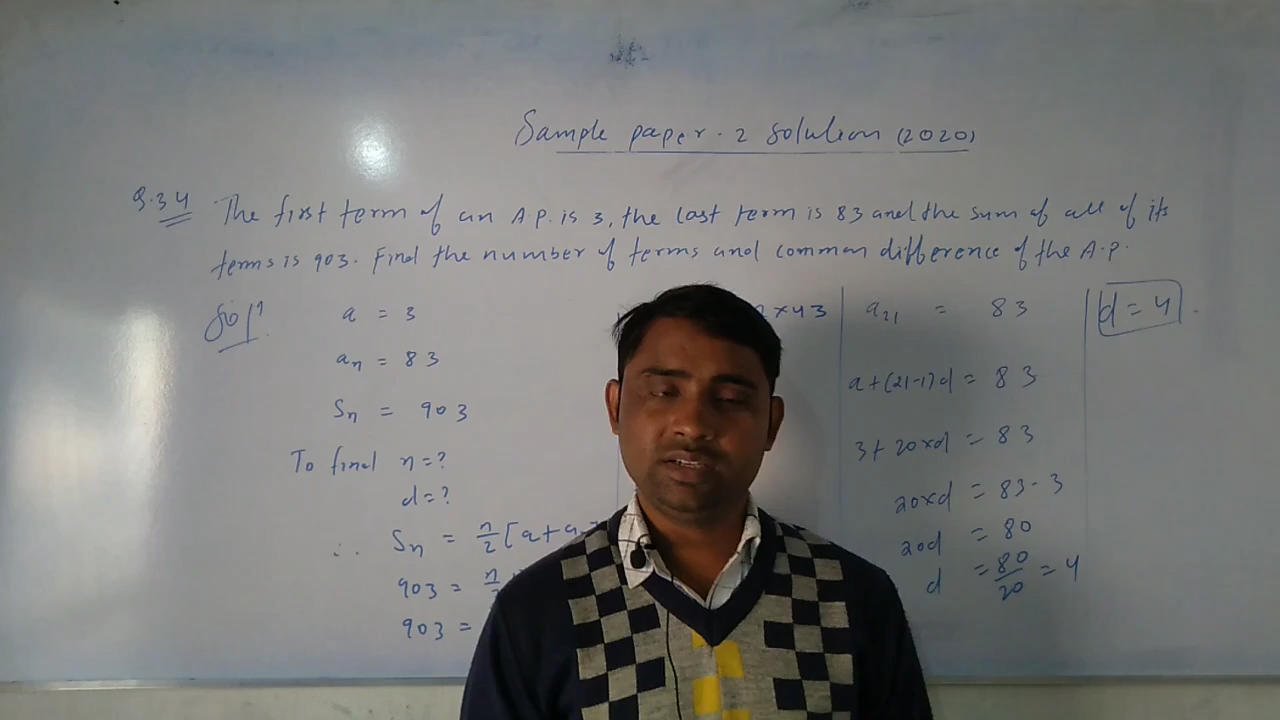 Sample paper - 2 solution (2020)
Q.34 The first term of an A.P. is 3, the last term is 83 and the sum of all of its
terms is 903. Find the number of terms and common difference of the A.P.
Sol^n.
a = 3
a_n = 83
S_n = 903
To find n=?
d=?
∴ S_n = n/2 [a+a
903 = n/2
903 =
2×43
a_21 = 83
a+(21-1)d = 83
3+20×d = 83
20×d = 83-3
20d = 80
d = 80/20 = 4
d = 4.